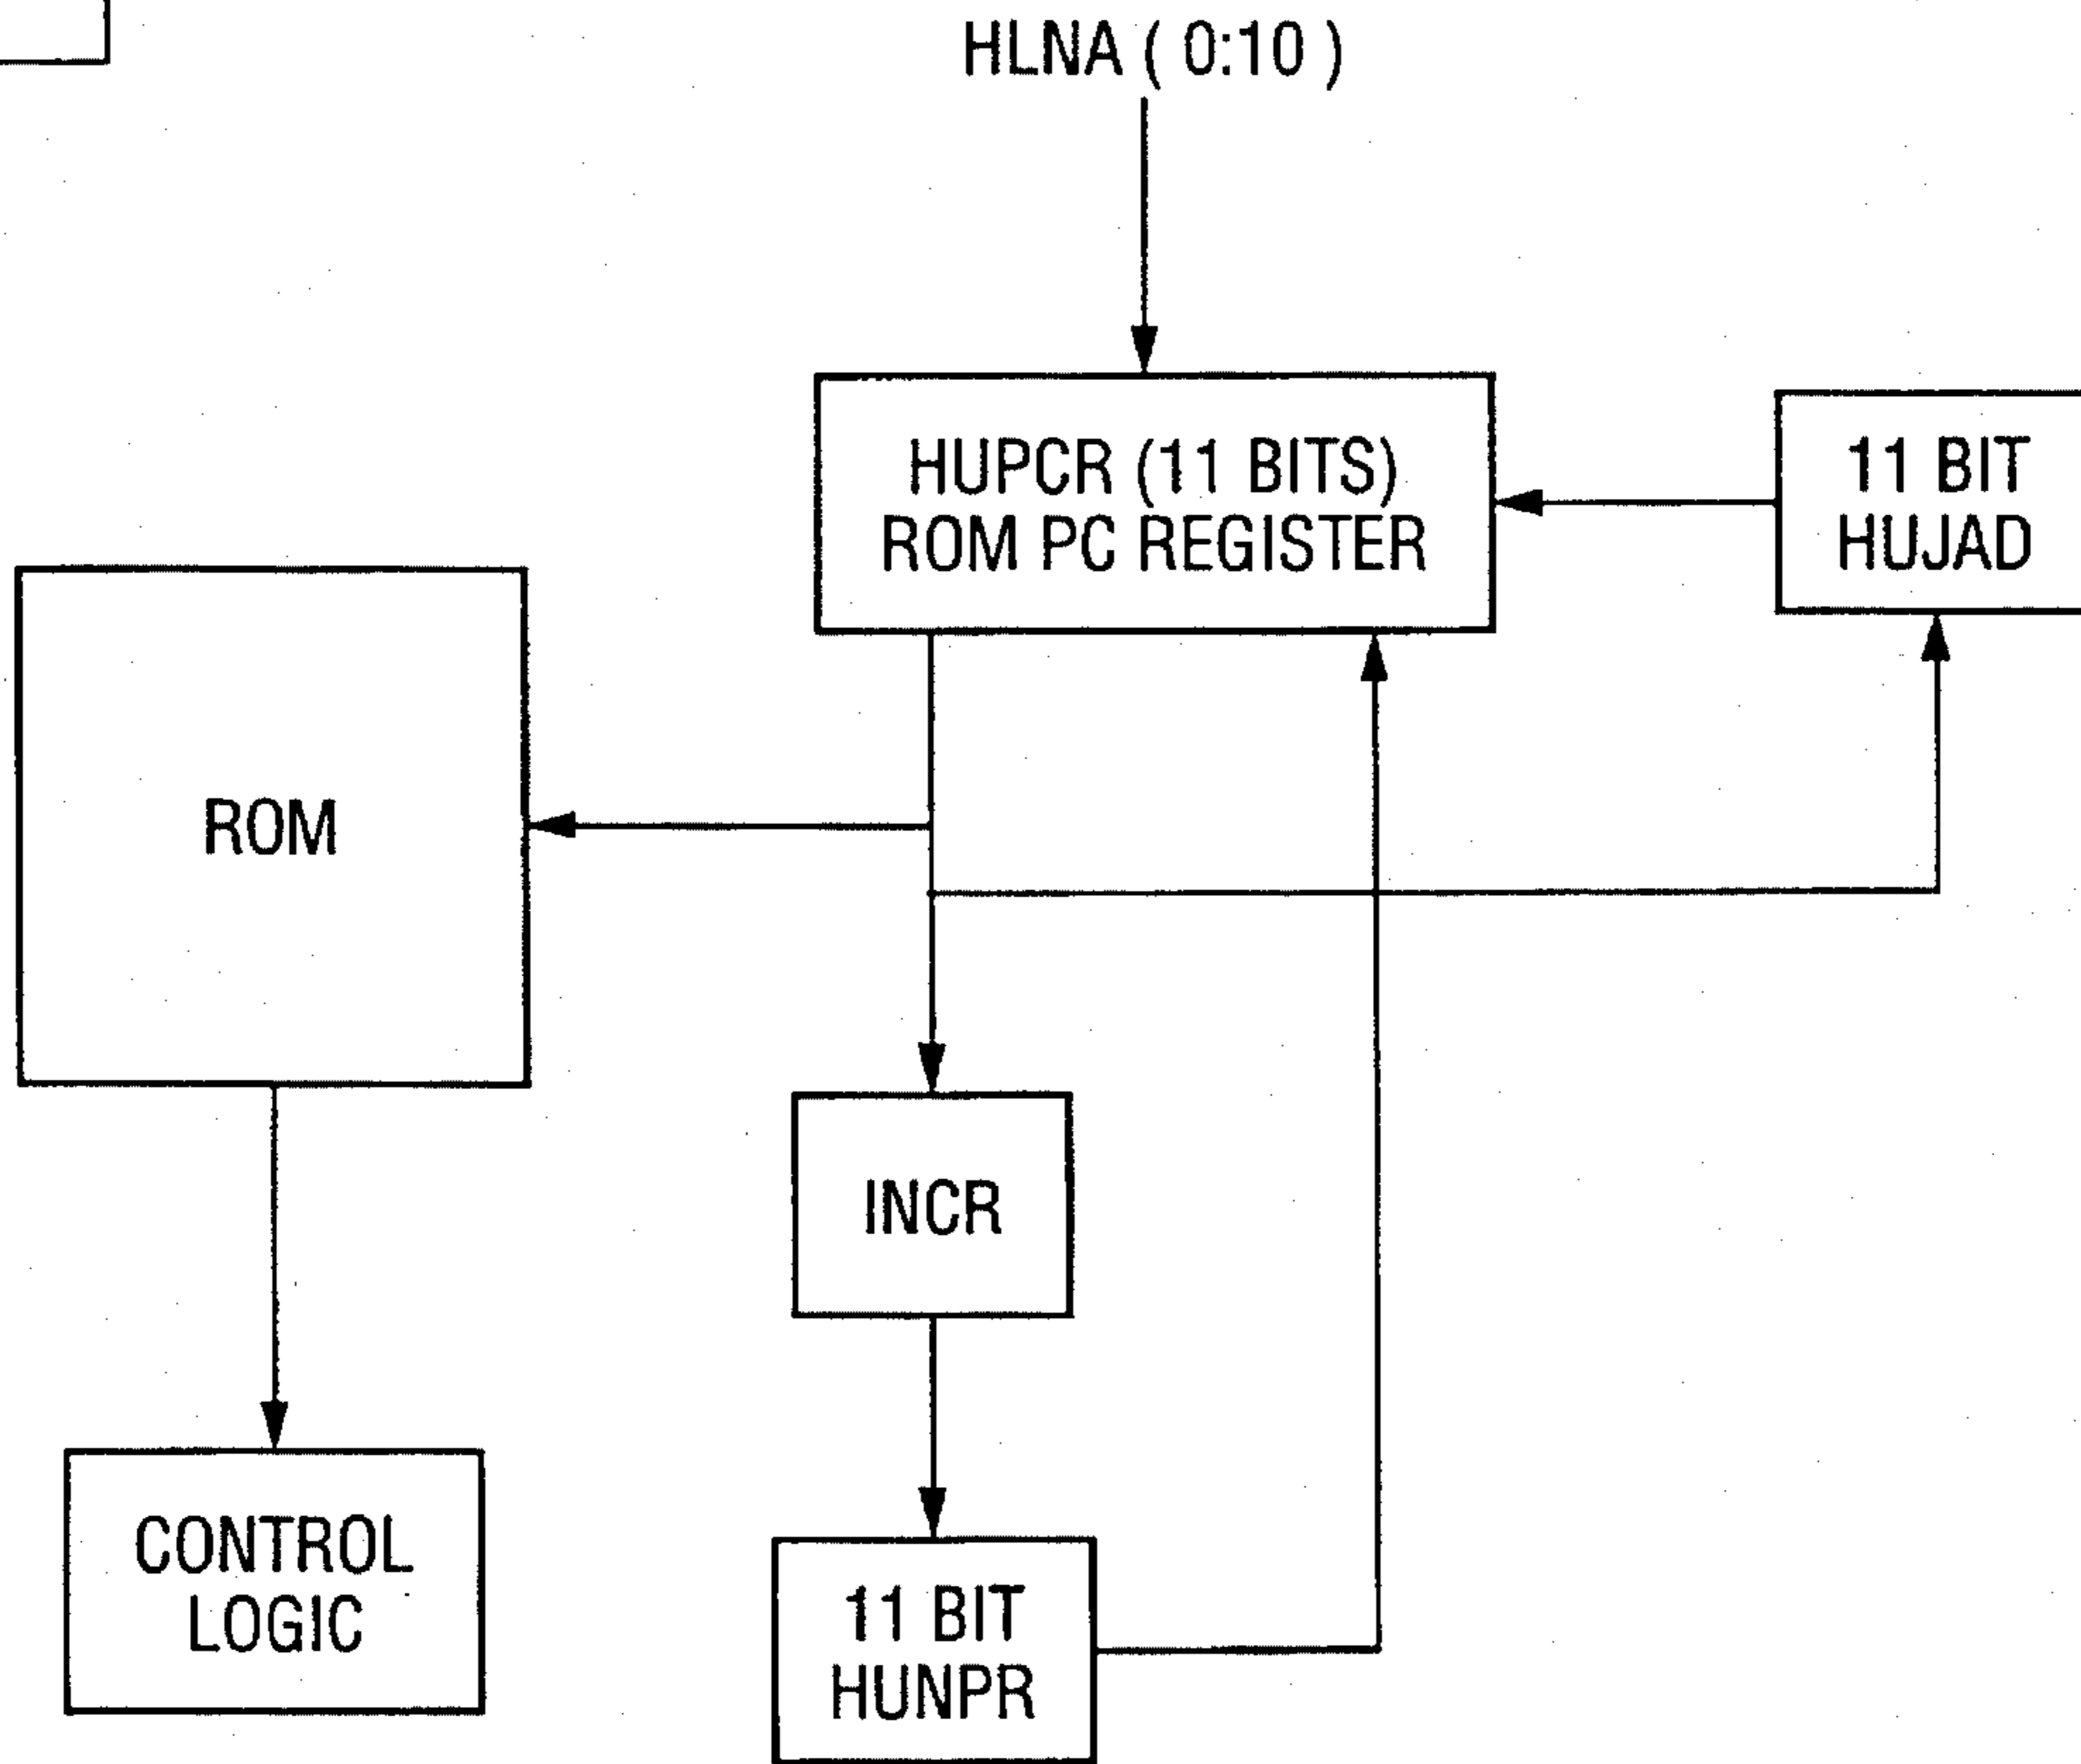 HLNA ( 0:10 )
HUPCR (11 BITS)
ROM PC REGISTER
11 BIT
HUJAD
ROM
INCR
CONTROL
LOGIC
11 BIT
HUNPR